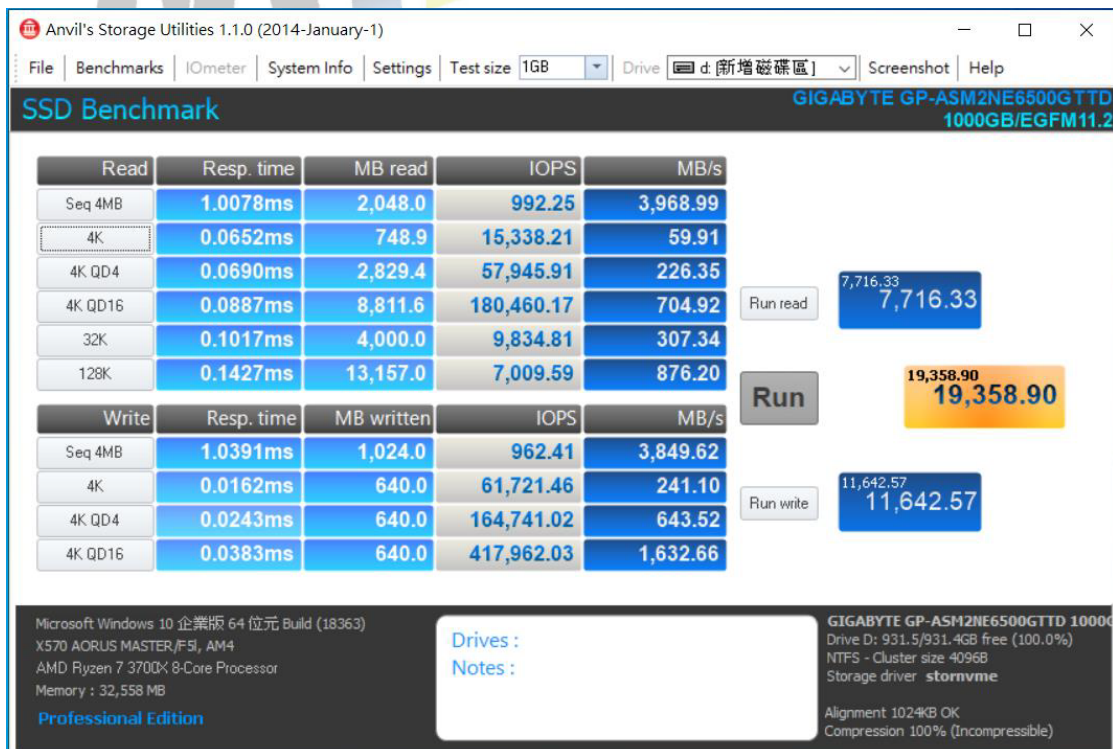 Anvil's Storage Utilities 1.1.0 (2014-January-1)
File Benchmarks IOmeter System Info Settings Test size 1GB Drive d: [新增磁碟區] Screenshot Help
SSD Benchmark
GIGABYTE GP-ASM2NE6500GTTD
1000GB/EGFM11.2
Read Resp. time MB read IOPS MB/s
Seq 4MB 1.0078ms 2,048.0 992.25 3,968.99
4K 0.0652ms 748.9 15,338.21 59.91
4K QD4 0.0690ms 2,829.4 57,945.91 226.35
4K QD16 0.0887ms 8,811.6 180,460.17 704.92
32K 0.1017ms 4,000.0 9,834.81 307.34
128K 0.1427ms 13,157.0 7,009.59 876.20
Run read
7,716.33
7,716.33
Run
19,358.90
19,358.90
Write Resp. time MB written IOPS MB/s
Seq 4MB 1.0391ms 1,024.0 962.41 3,849.62
4K 0.0162ms 640.0 61,721.46 241.10
4K QD4 0.0243ms 640.0 164,741.02 643.52
4K QD16 0.0383ms 640.0 417,962.03 1,632.66
Run write
11,642.57
11,642.57
Microsoft Windows 10 企業版 64 位元 Build (18363)
X570 AORUS MASTER/F5l, AM4
AMD Ryzen 7 3700X 8-Core Processor
Memory : 32,558 MB
Professional Edition
Drives :
Notes :
GIGABYTE GP-ASM2NE6500GTTD 1000
Drive D: 931.5/931.4GB free (100.0%)
NTFS - Cluster size 4096B
Storage driver stornvme
Alignment 1024KB OK
Compression 100% (Incompressible)